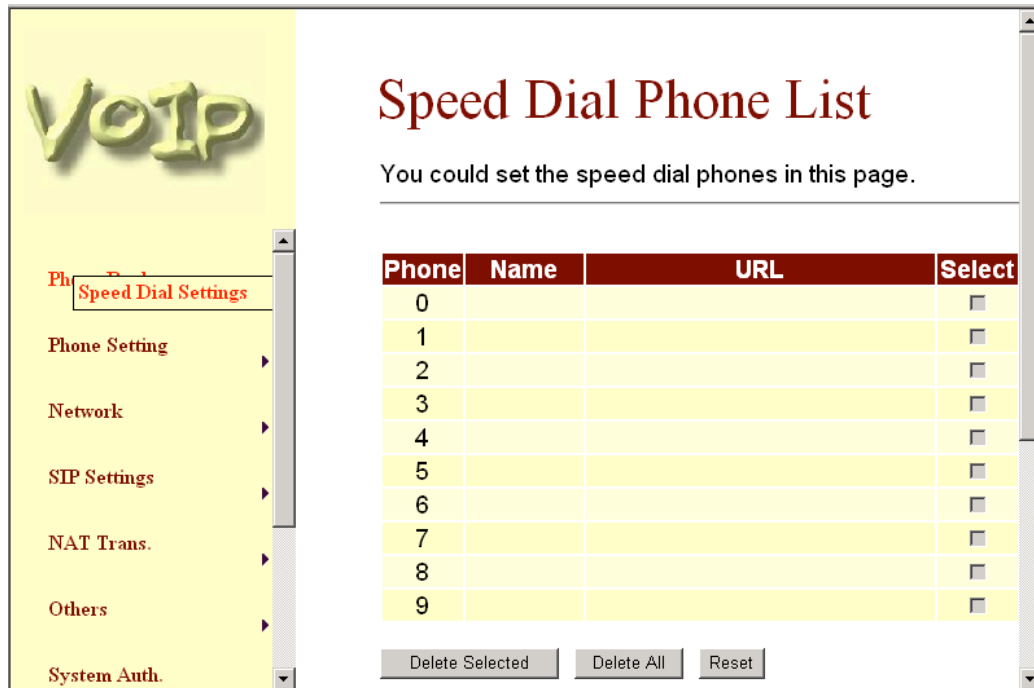 VoIP
Speed Dial Settings
Phone Setting
Network
SIP Settings
NAT Trans.
Others
System Auth.
Speed Dial Phone List
You could set the speed dial phones in this page.
Phone Name URL Select
0
1
2
3
4
5
6
7
8
9
Delete Selected Delete All Reset